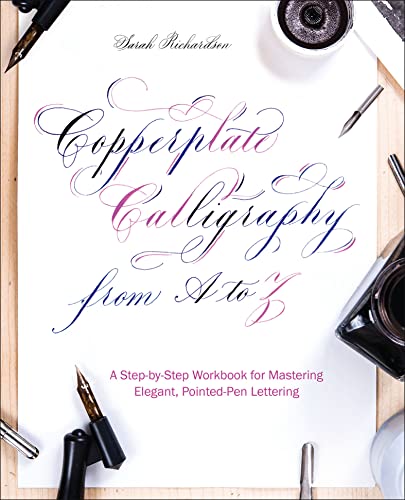 Sarah Richardson
Copperplate
Calligraphy
from A to Z
A Step-by-Step Workbook for Mastering
Elegant, Pointed-Pen Lettering